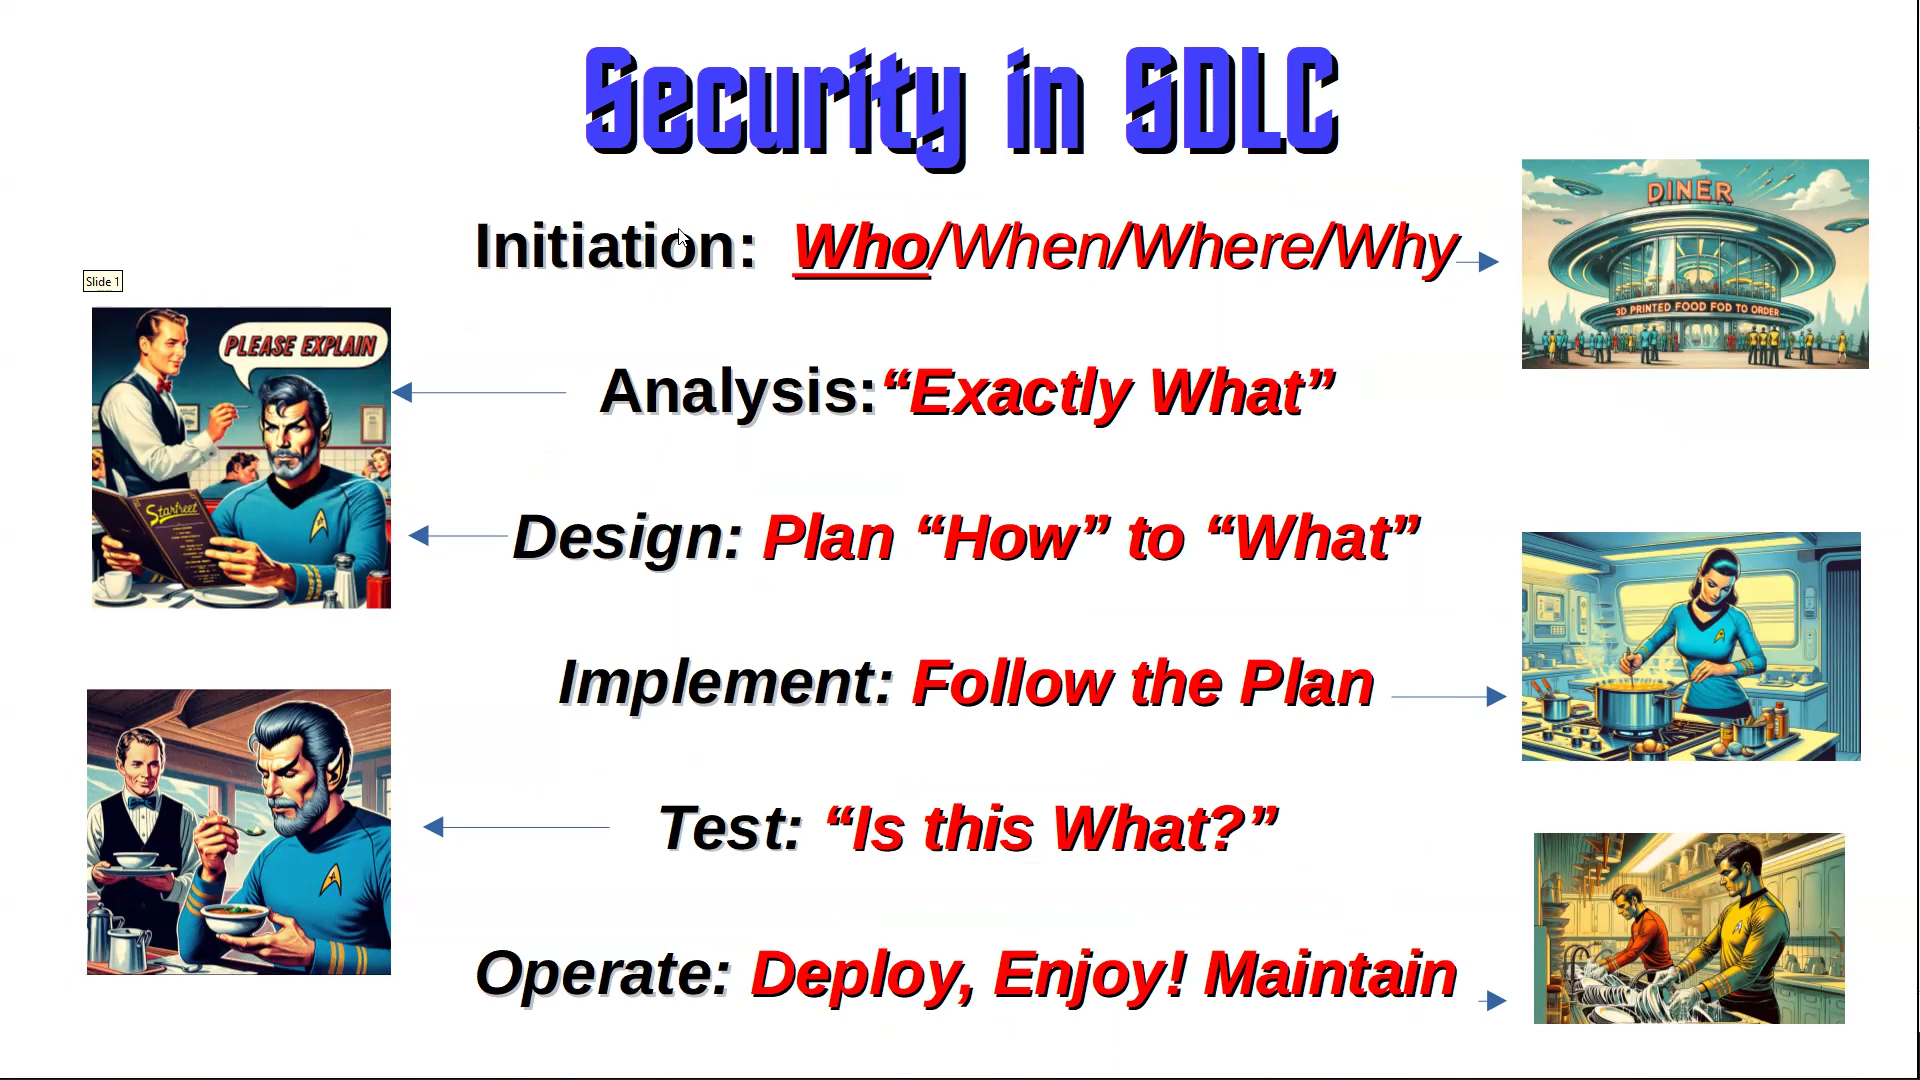 Security in SDLC
Initiation: Who/When/Where/Why
DINER
3D PRINTED FOOD FOD TO ORDER
Slide 1
PLEASE EXPLAIN
Analysis:“Exactly What”
Starfreet
Design: Plan “How” to “What”
Implement: Follow the Plan
Test: “Is this What?”
Operate: Deploy, Enjoy! Maintain